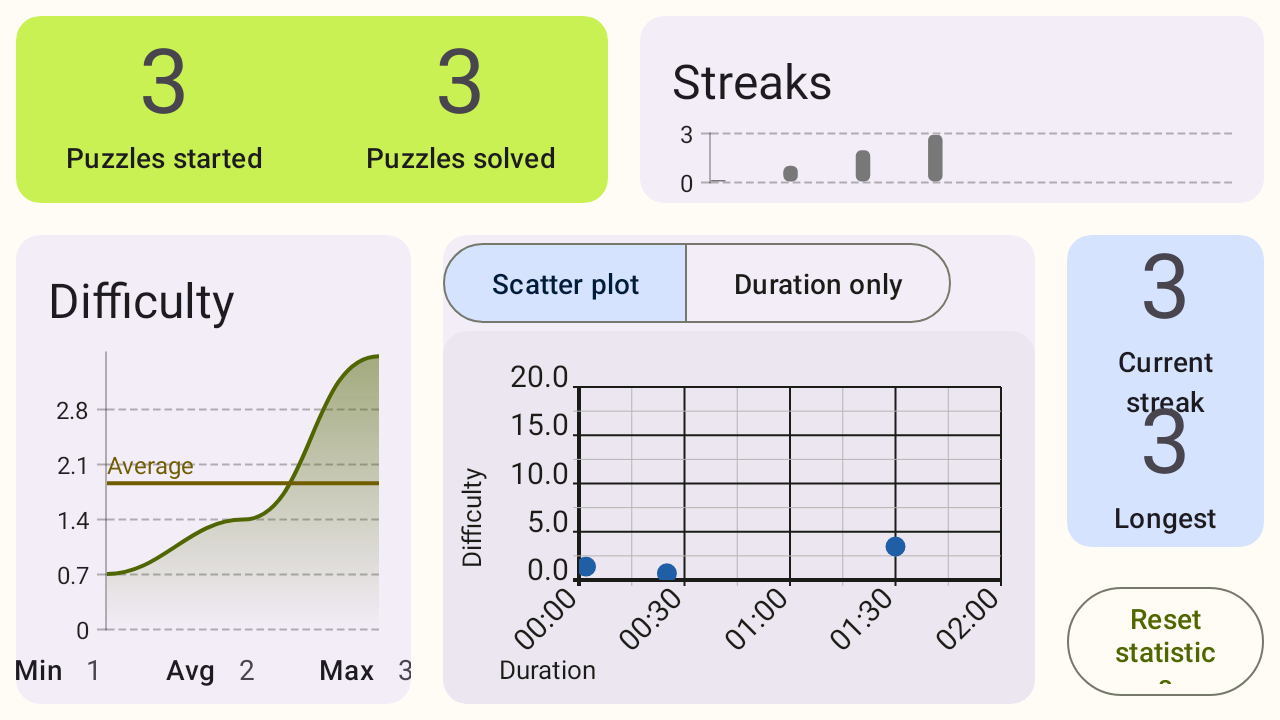 3
Puzzles started
3
Puzzles solved
Streaks
3
0
Difficulty
2.8
2.1
1.4
0.7
0
Average
Min 1
Avg 2
Max 3
Scatter plot
Duration only
20.0
15.0
10.0
5.0
0.0
Difficulty
00:00
00:30
01:00
01:30
02:00
Duration
3
Current
streak
3
Longest
Reset
statistic
s